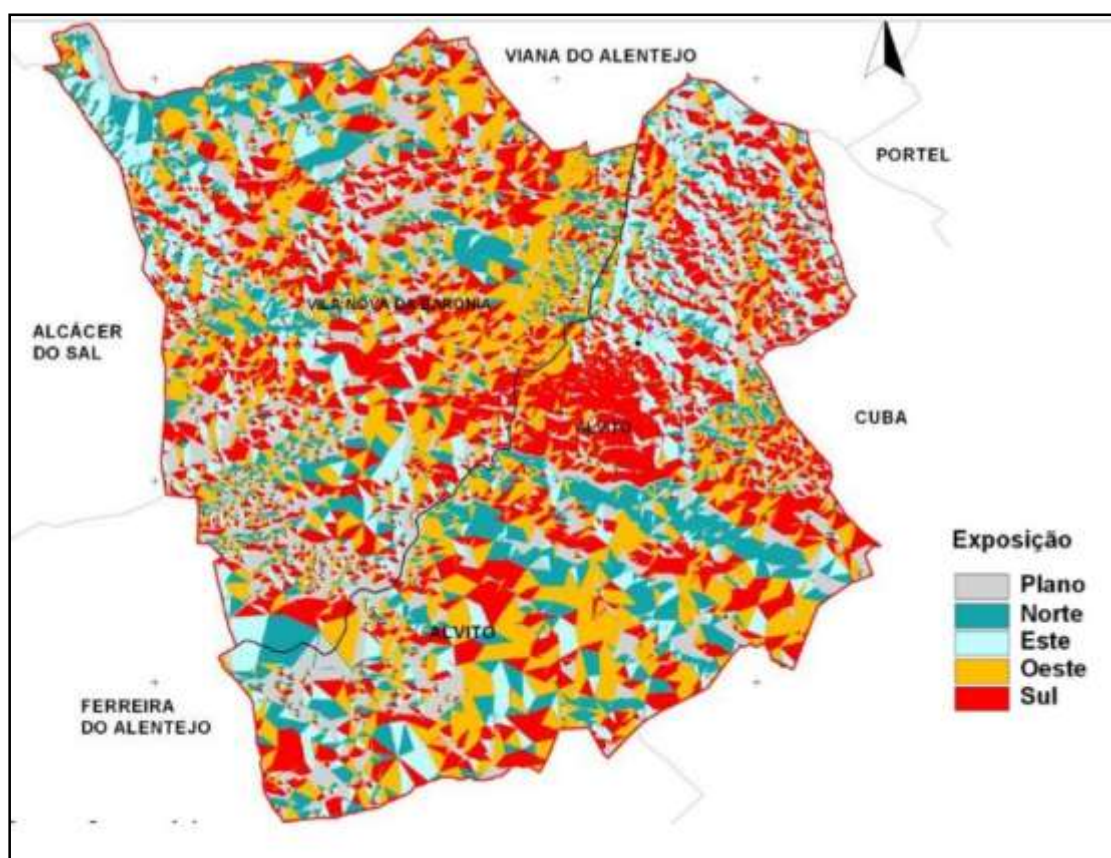 VIANA DO ALENTEJO
PORTEL
VILA NOVA DA BARONIA
ALCÁCER
DO SAL
CUBA
ALVITO
Exposição
Plano
Norte
Este
Oeste
Sul
ALVITO
FERREIRA
DO ALENTEJO